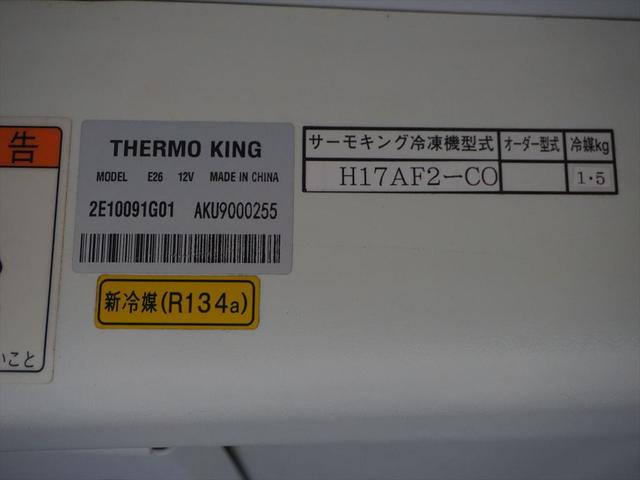 告
THERMO KING
MODEL E26 12V MADE IN CHINA
2E10091G01 AKU9000255
新冷媒(R134a)
サーモキング冷凍機型式 オーダー型式 冷媒kg
H17AF2-CO 1・5
いこと